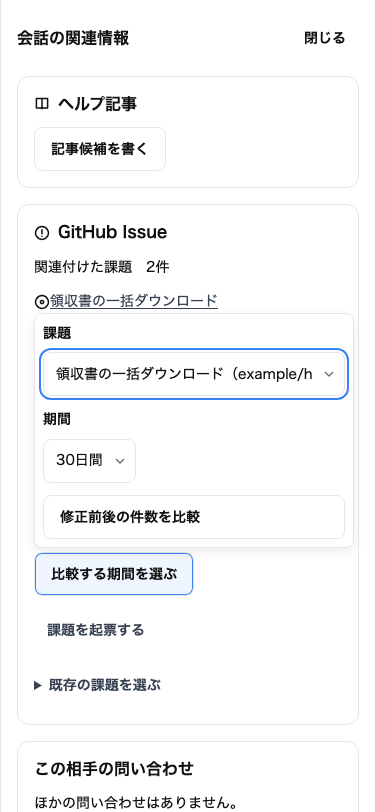 会話の関連情報
閉じる
ヘルプ記事
記事候補を書く
GitHub Issue
関連付けた課題 2件
領収書の一括ダウンロード
課題
領収書の一括ダウンロード（example/h
期間
30日間
修正前後の件数を比較
比較する期間を選ぶ
課題を起票する
既存の課題を選ぶ
この相手の問い合わせ
ほかの問い合わせはありません。